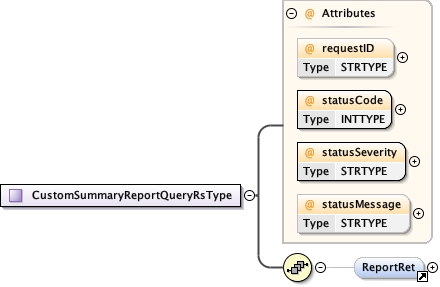 @ Attributes
@ requestID
Type STRTYPE
@ statusCode
Type INTTYPE
@ statusSeverity
Type STRTYPE
@ statusMessage
Type STRTYPE
CustomSummaryReportQueryRsType
ReportRet